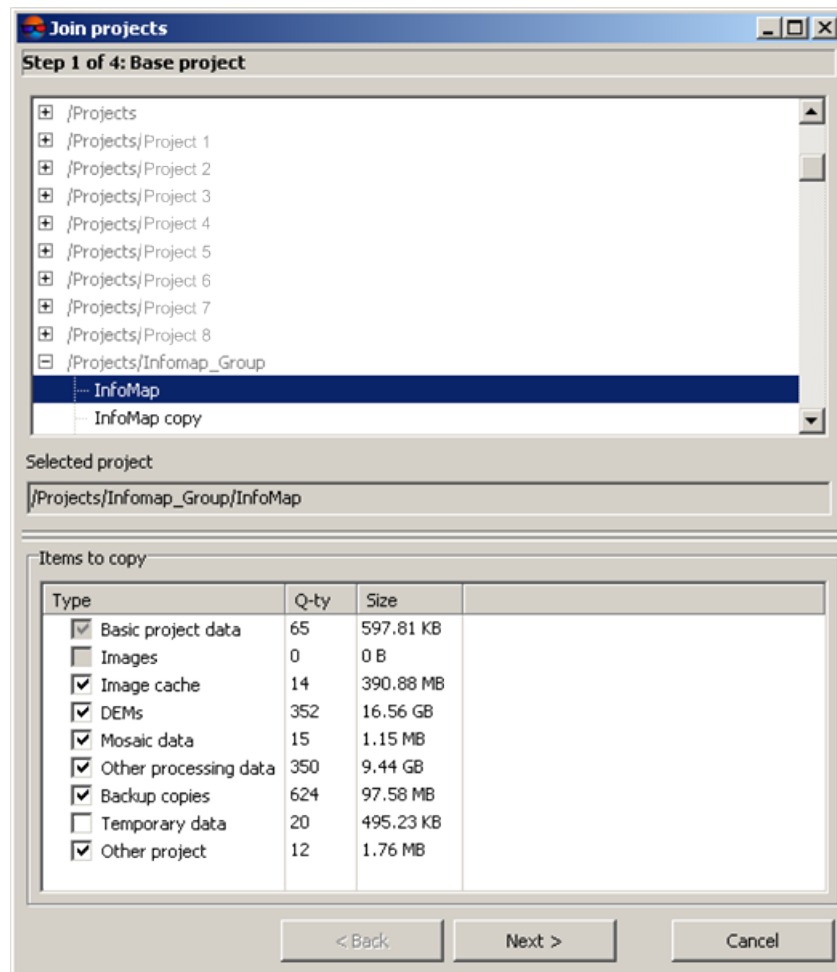 Join projects
Step 1 of 4: Base project
/Projects
/Projects/Project 1
/Projects/Project 2
/Projects/Project 3
/Projects/Project 4
/Projects/Project 5
/Projects/Project 6
/Projects/Project 7
/Projects/Project 8
/Projects/Infomap_Group
InfoMap
InfoMap copy
Selected project
/Projects/Infomap_Group/InfoMap
Items to copy
Type Q-ty Size
Basic project data 65 597.81 KB
Images 0 0 B
Image cache 14 390.88 MB
DEMs 352 16.56 GB
Mosaic data 15 1.15 MB
Other processing data 350 9.44 GB
Backup copies 624 97.58 MB
Temporary data 20 495.23 KB
Other project 12 1.76 MB
< Back Next > Cancel